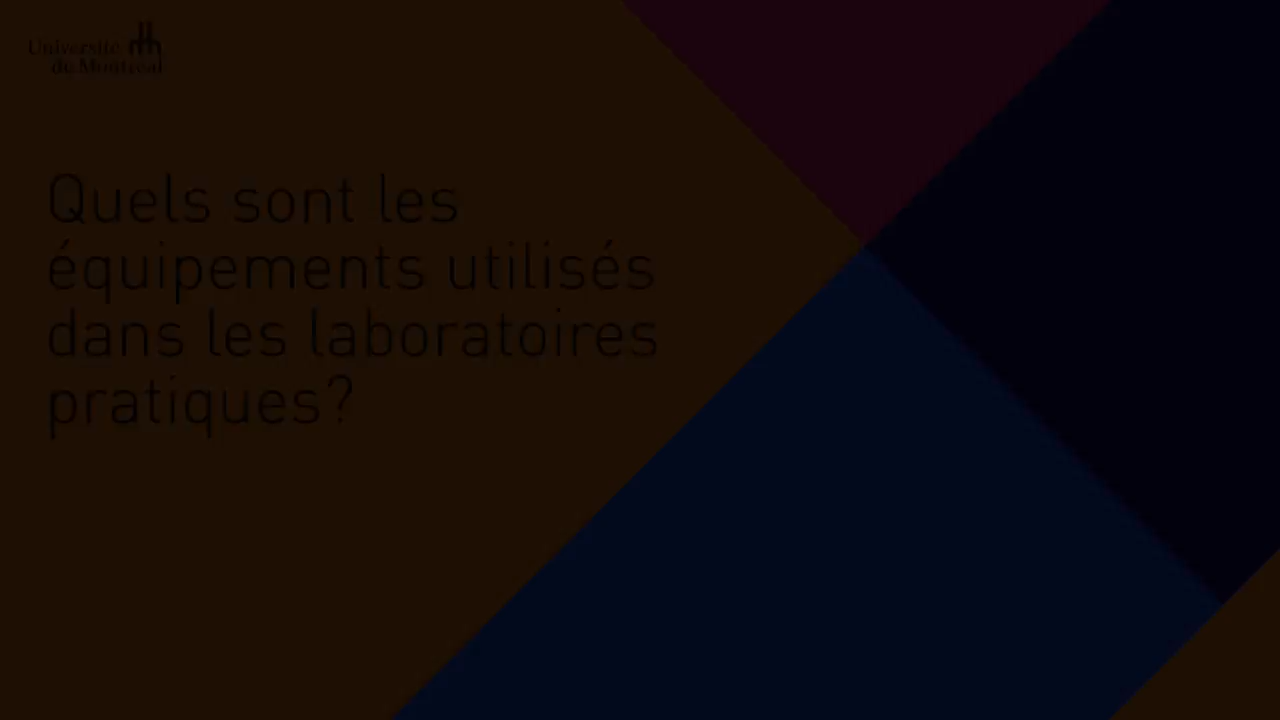 Université
de Montréal
Quels sont les
équipements utilisés
dans les laboratoires
pratiques?